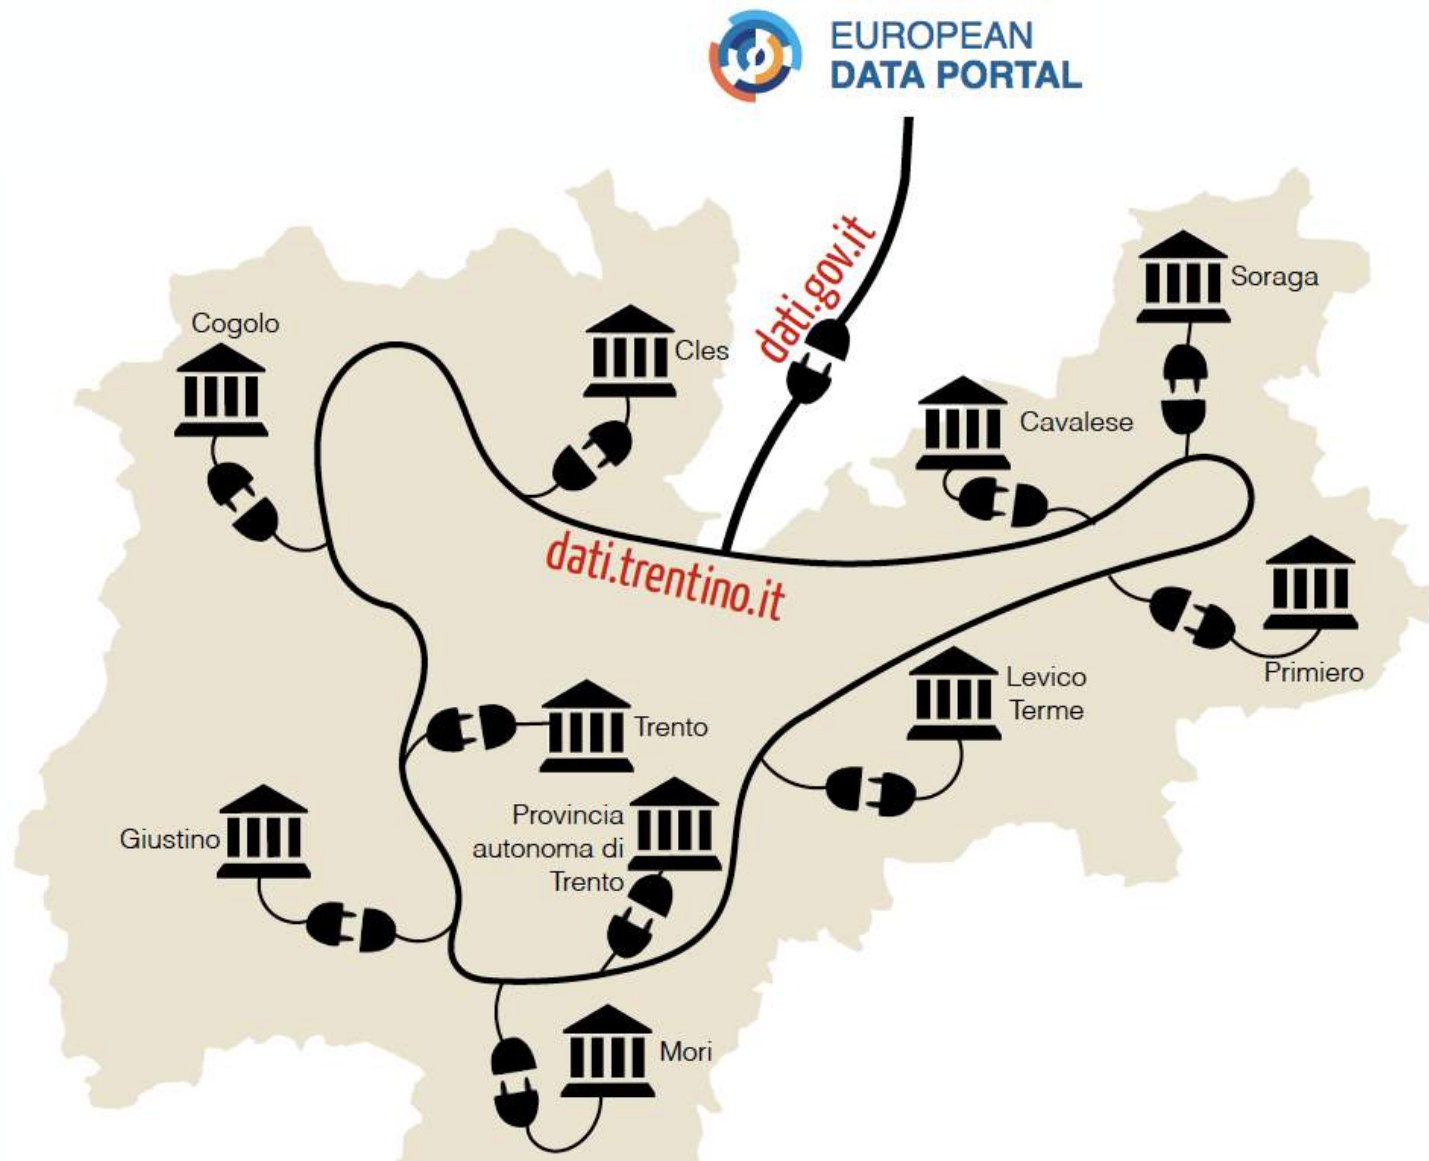 EUROPEAN
DATA PORTAL
dati.gov.it
Soraga
Cogolo
Cles
Cavalese
dati.trentino.it
Primiero
Levico
Terme
Trento
Provincia
autonoma di
Trento
Giustino
Mori